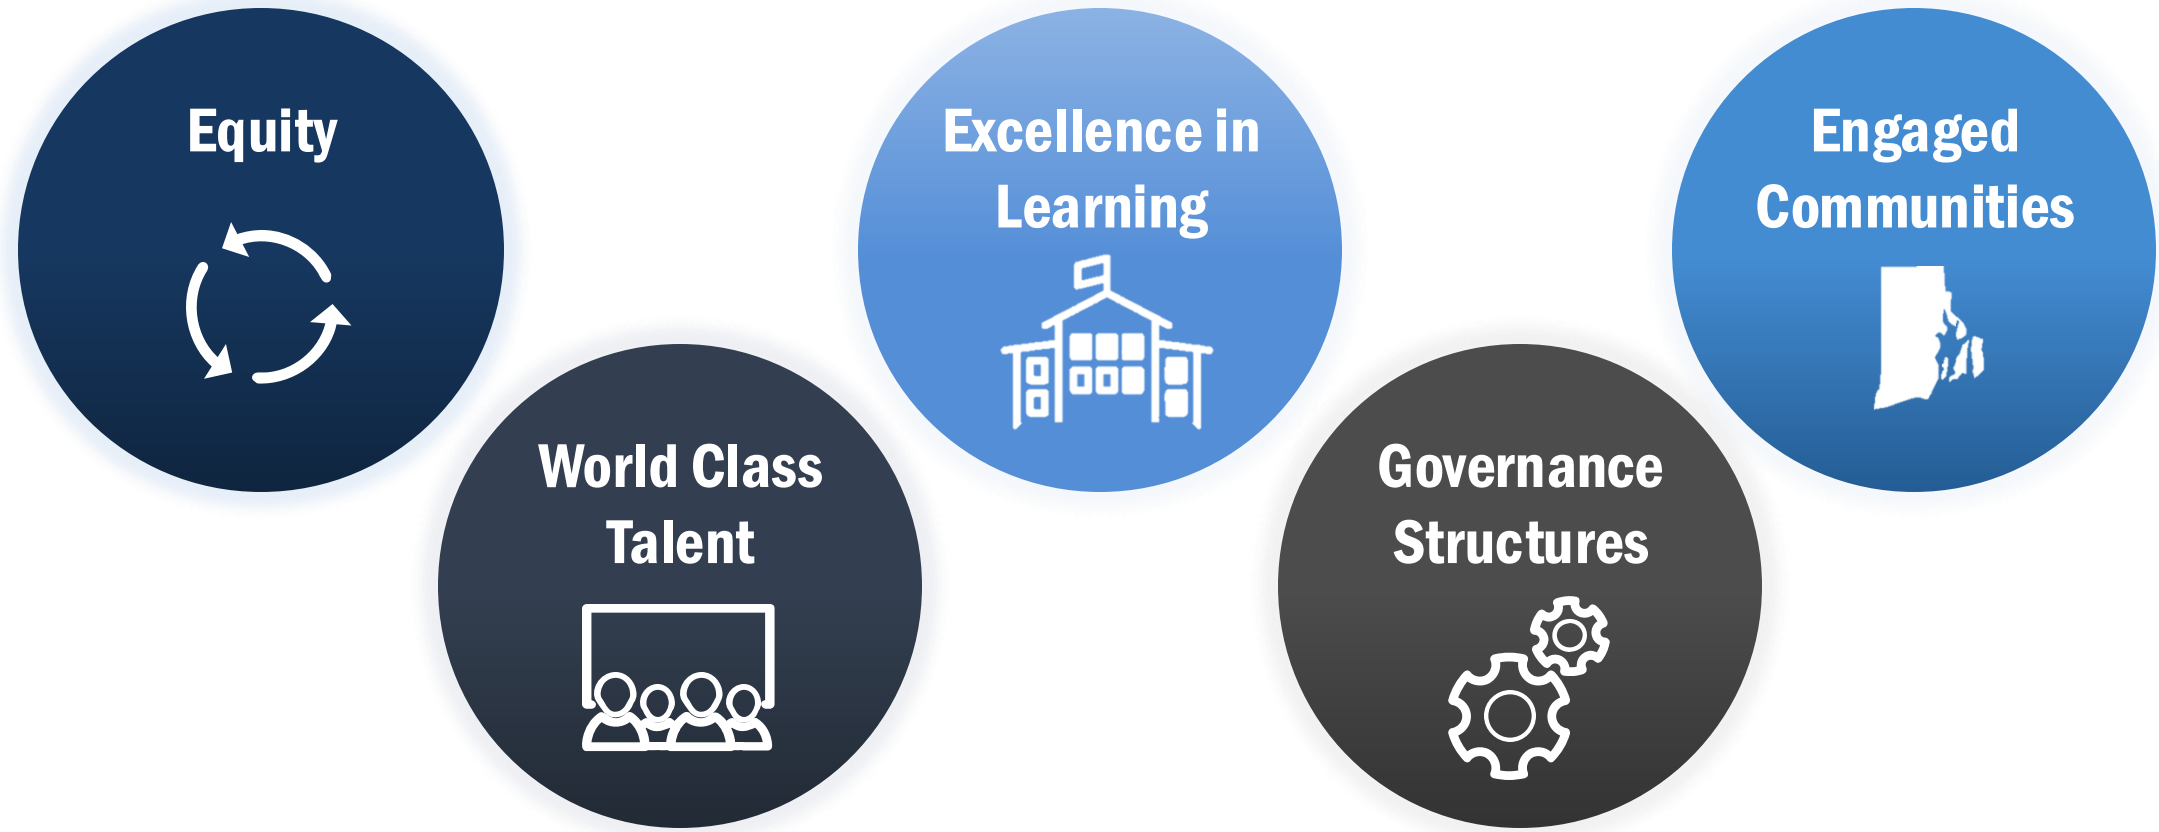 Equity
World Class
Talent
Excellence in
Learning
Governance
Structures
Engaged
Communities